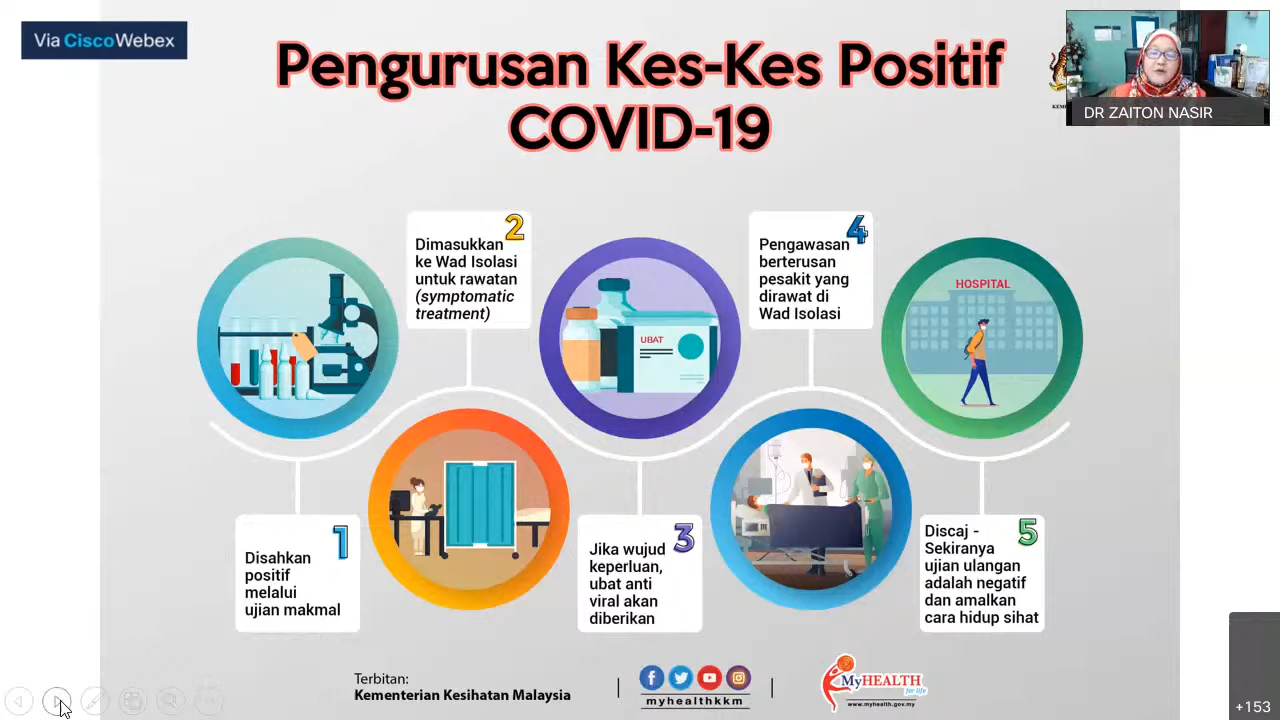 Via CiscoWebex
Pengurusan Kes-Kes Positif
COVID-19
DR ZAITON NASIR
1
Disahkan
positif
melalui
ujian makmal
2
Dimasukkan
ke Wad Isolasi
untuk rawatan
(symptomatic
treatment)
UBAT
3
Jika wujud
keperluan,
ubat anti
viral akan
diberikan
4
Pengawasan
berterusan
pesakit yang
dirawat di
Wad Isolasi
HOSPITAL
5
Discaj -
Sekiranya
ujian ulangan
adalah negatif
dan amalkan
cara hidup sihat
Terbitan:
Kementerian Kesihatan Malaysia
myhealthkkm
MyHEALTH
for life
www.myhealth.gov.my
+153